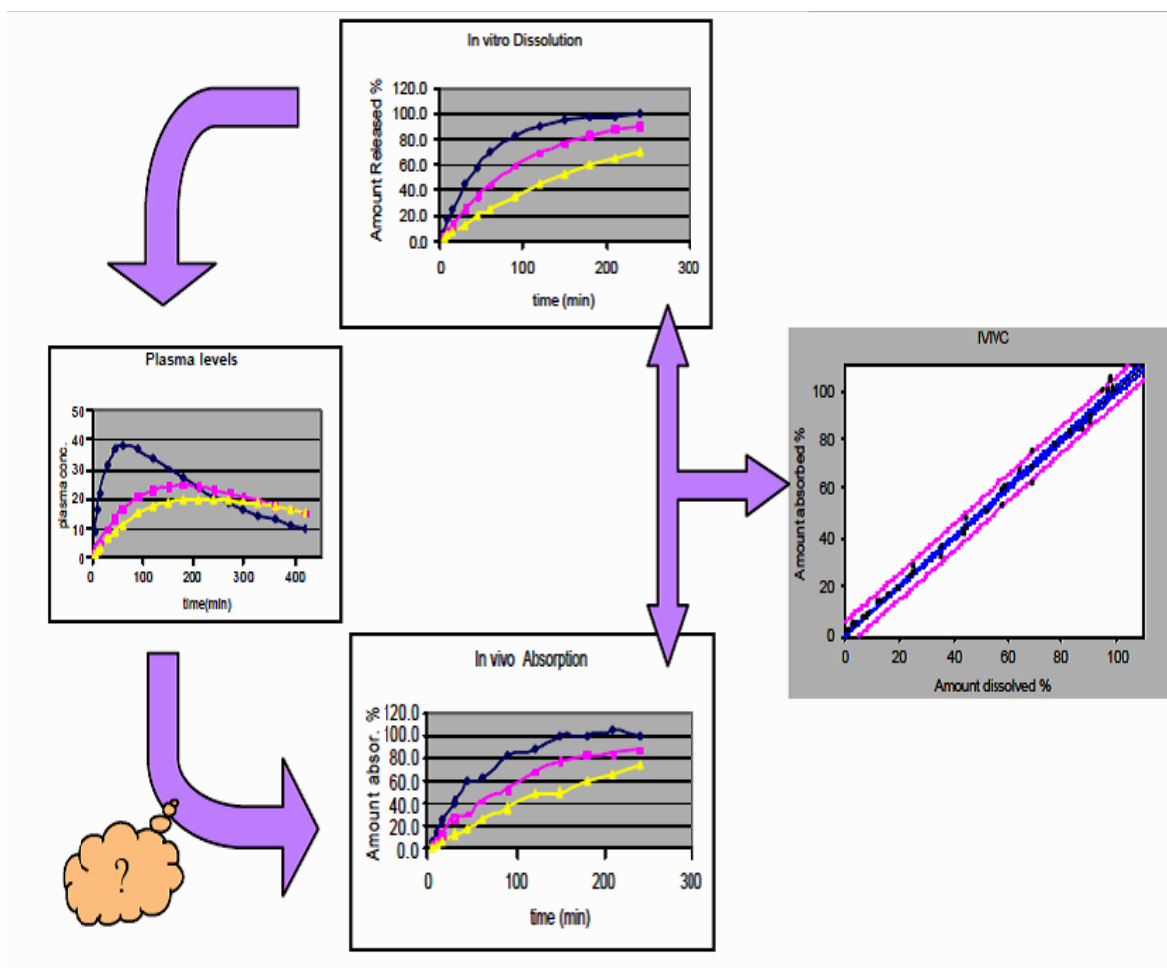 In vitro Dissolution
Amount Released %
120.0
100.0
80.0
60.0
40.0
20.0
0.0
0 100 200 300
time (min)
Plasma levels
plasma conc.
50
40
30
20
10
0
0 100 200 300 400
time(min)
IVIVC
Amount absorbed %
100
80
60
40
20
0
0 20 40 60 80 100
Amount dissolved %
In vivo Absorption
Amount absor. %
120.0
100.0
80.0
60.0
40.0
20.0
0.0
0 100 200 300
time (min)
?